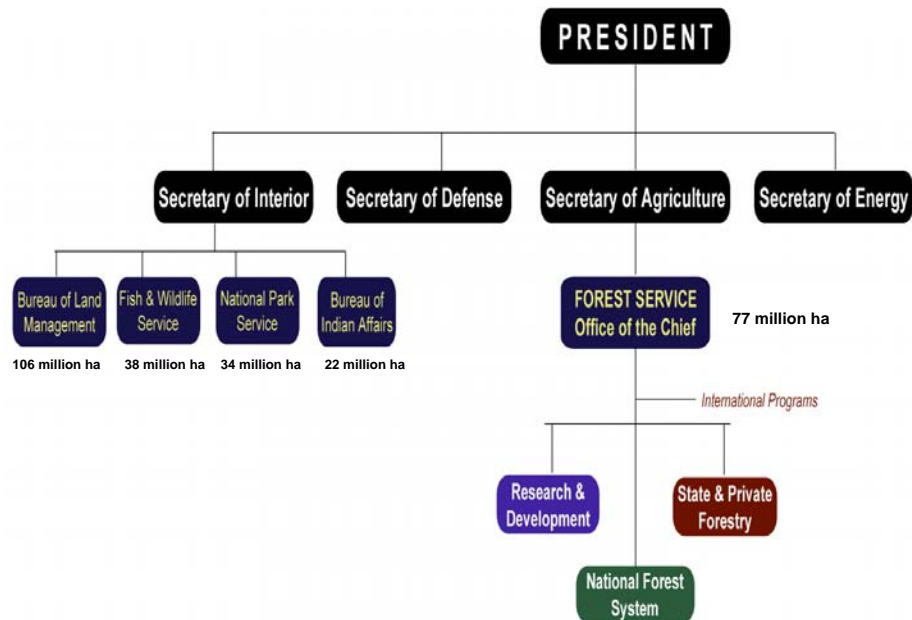 PRESIDENT
Secretary of Interior
Secretary of Defense
Secretary of Agriculture
Secretary of Energy
Bureau of Land
Management
Fish & Wildlife
Service
National Park
Service
Bureau of
Indian Affairs
FOREST SERVICE
Office of the Chief
77 million ha
106 million ha
38 million ha
34 million ha
22 million ha
International Programs
Research &
Development
State & Private
Forestry
National Forest
System